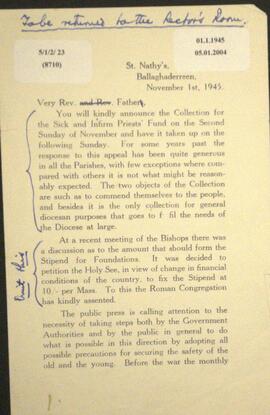 To be returned to the Rector's Room.
5/1/2/ 23
(8710)
01.I.1945
05.01.2004
St. Nathy's,
Ballaghaderreen,
November 1st, 1945.
Very Rev. and Rev. Father,
You will kindly announce the Collection for
the Sick and Infirm Priests' Fund on the Second
Sunday of November and have it taken up on
the following Sunday. For some years past the
response to this appeal has been quite generous
in all the Parishes, with few exceptions where com-
pared with others it is not what might be reason-
ably expected. The two objects of the Collection
are such as to commend themselves to the people,
and besides it is the only collection for general
diocesan purposes that goes to f fil the needs of
the Diocese at large.
At a recent meeting of the Bishops there was
a discussion as to the amount that should form the
Stipend for Foundations. It was decided to
petition the Holy See, in view of change in financial
conditions of the country, to fix the Stipend at
10/- per Mass. To this the Roman Congregation
has kindly assented.
Omit this
The public press is calling attention to the
necessity of taking steps both by the Government
Authorities and by the public in general to do
what is possible in this direction by adopting all
possible precautions for securing the safety of the
old and the young. Before the war the monthly